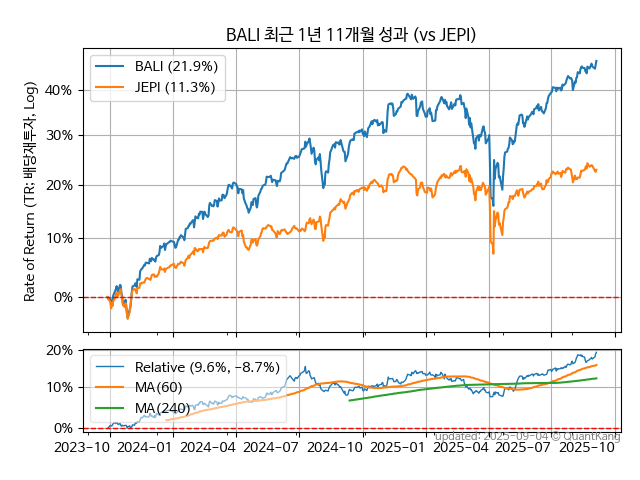 BALI 최근 1년 11개월 성과 (vs JEPI)
Rate of Return (TR: 배당재투자, Log)
BALI (21.9%)
JEPI (11.3%)
40%
30%
20%
10%
0%
Relative (9.6%, −8.7%)
MA(60)
MA(240)
20%
10%
0%
2023-10 2024-01 2024-04 2024-07 2024-10 2025-01 2025-04 2025-07 2025-10
updated: 2025-09-04 © QuantKang